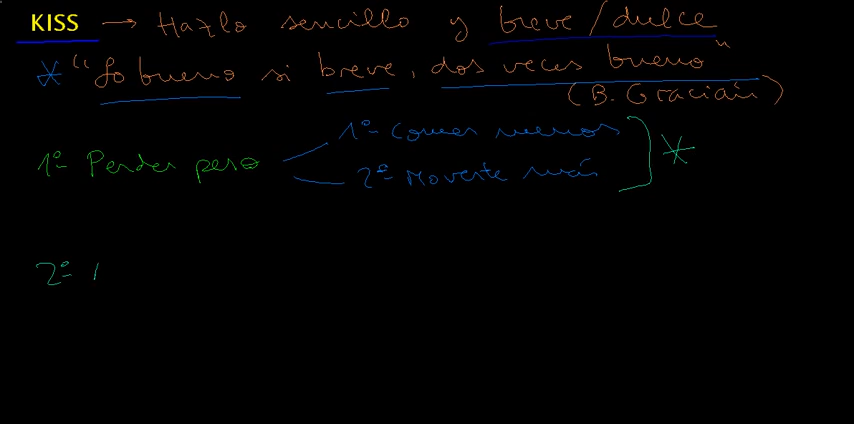 KISS → Hazlo sencillo y breve/dulce
* "Lo bueno si breve, dos veces bueno"
(B. Gracián)
1º- Comer menos
1º- Perder peso
2º- Moverte más
*
2º-